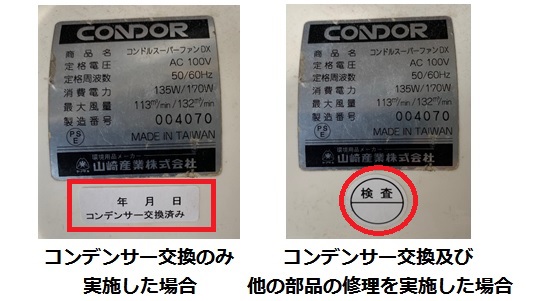 CONDOR
商品名 コンドルスーパーファンDX
定格電圧 AC 100V
定格周波数 50/60Hz
消費電力 135W/170W
最大風量 113m³/min/132m³/min
製造番号 004070
PS
E
MADE IN TAIWAN
環境用品メーカー
山崎産業株式会社
年 月 日
コンデンサー交換済み
コンデンサー交換のみ
実施した場合
CONDOR
商品名 コンドルスーパーファンDX
定格電圧 AC 100V
定格周波数 50/60Hz
消費電力 135W/170W
最大風量 113m³/min/132m³/min
製造番号 004070
PS
E
MADE IN TAIWAN
環境用品メーカー
山崎産業株式会社
検査
コンデンサー交換及び
他の部品の修理を実施した場合